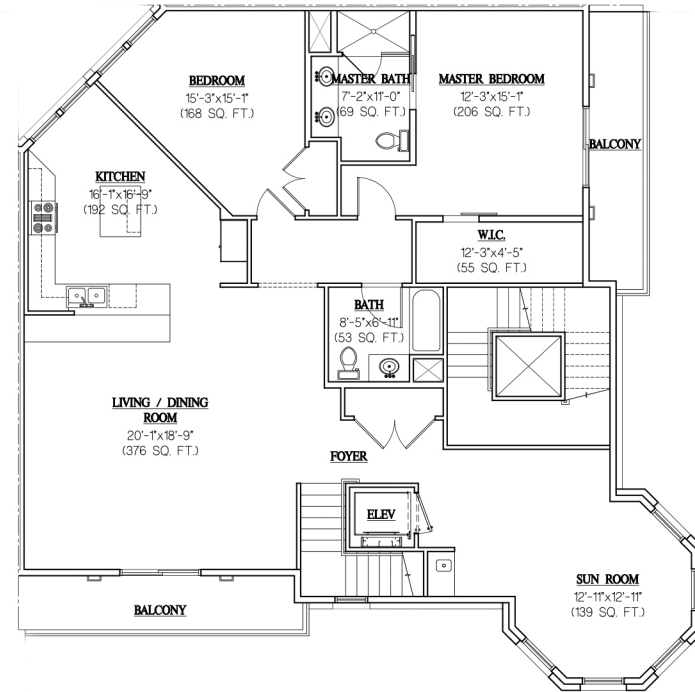 BEDROOM
15'-3"x15'-1"
(168 SQ. FT.)
MASTER BATH
7'-2"x11'-0"
(69 SQ. FT.)
MASTER BEDROOM
12'-3"x15'-1"
(206 SQ. FT.)
BALCONY
KITCHEN
16'-1"x16'-9"
(192 SQ. FT.)
W.I.C.
12'-3"x4'-5"
(55 SQ. FT.)
BATH
8'-5"x6'-11"
(53 SQ. FT.)
LIVING / DINING
ROOM
20'-1"x18'-9"
(376 SQ. FT.)
FOYER
ELEV
SUN ROOM
12'-11"x12'-11"
(139 SQ. FT.)
BALCONY